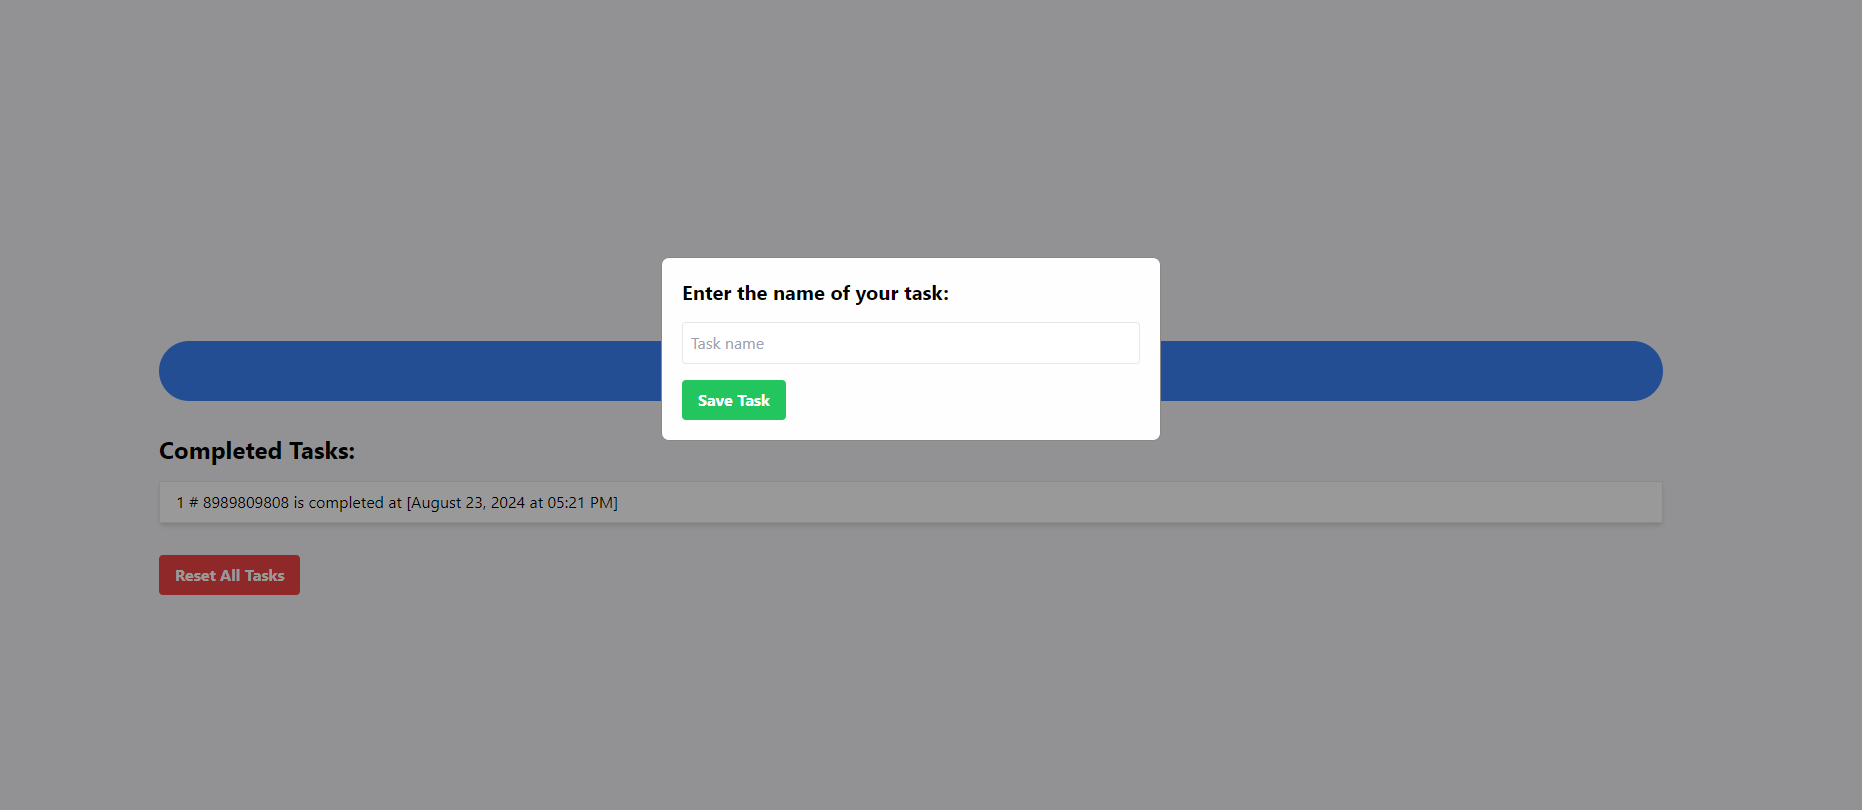 Enter the name of your task:
Task name
Save Task
Completed Tasks:
1 # 8989809808 is completed at [August 23, 2024 at 05:21 PM]
Reset All Tasks